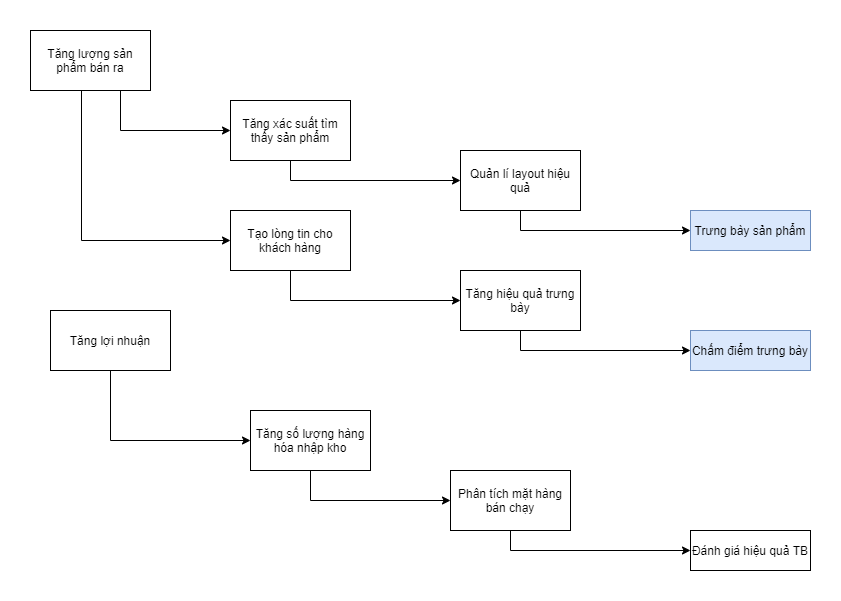 Tăng lượng sản
phẩm bán ra
Tăng xác suất tìm
thấy sản phẩm
Quản lí layout hiệu
quả
Trưng bày sản phẩm
Tạo lòng tin cho
khách hàng
Tăng hiệu quả trưng
bày
Tăng lợi nhuận
Chấm điểm trưng bày
Tăng số lượng hàng
hóa nhập kho
Phân tích mặt hàng
bán chạy
Đánh giá hiệu quả TB